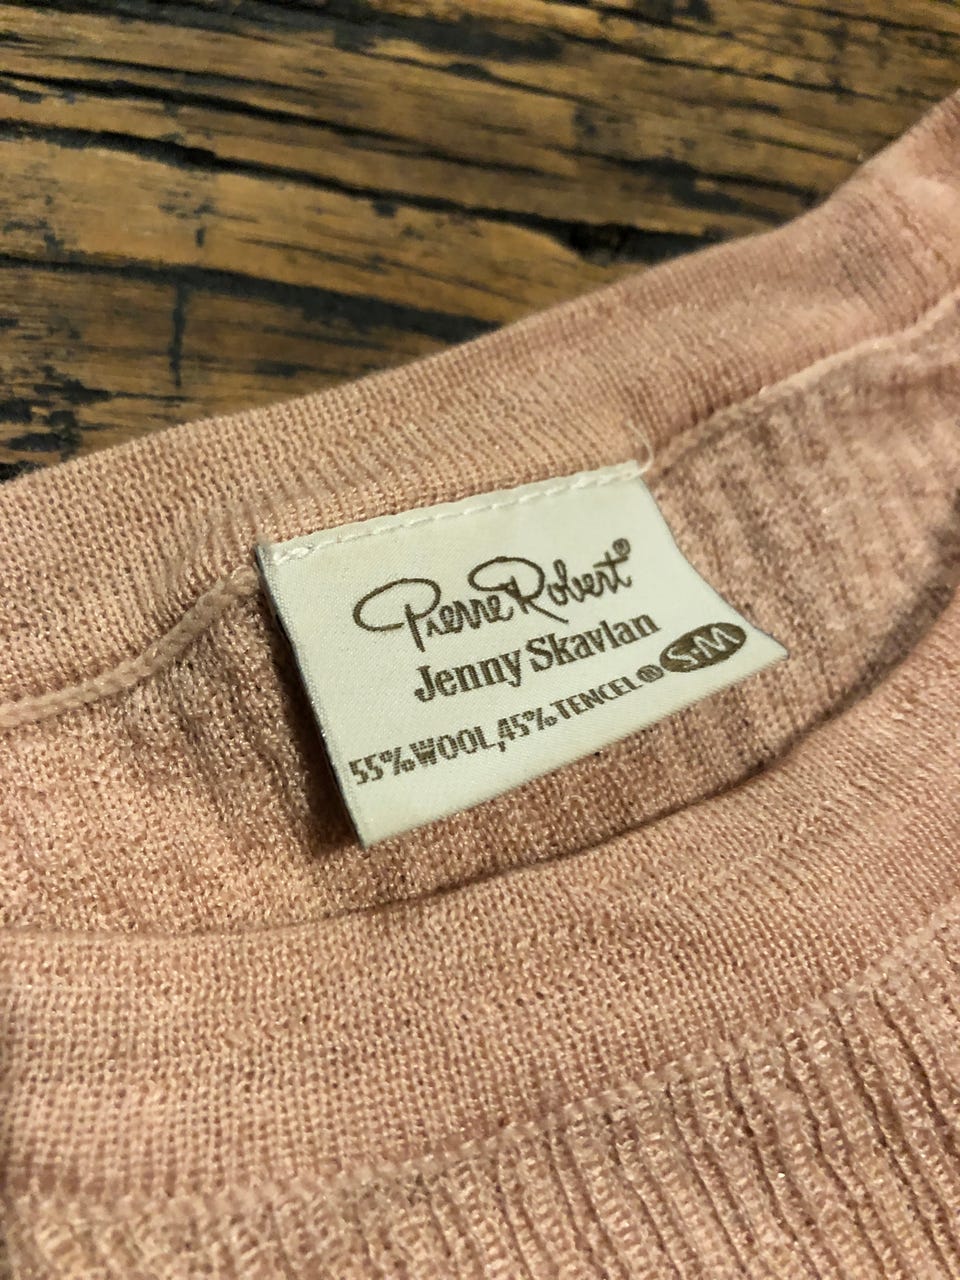 Pierre Robert®
Jenny Skavlan
55%WOOL,45%TENCEL® S-M